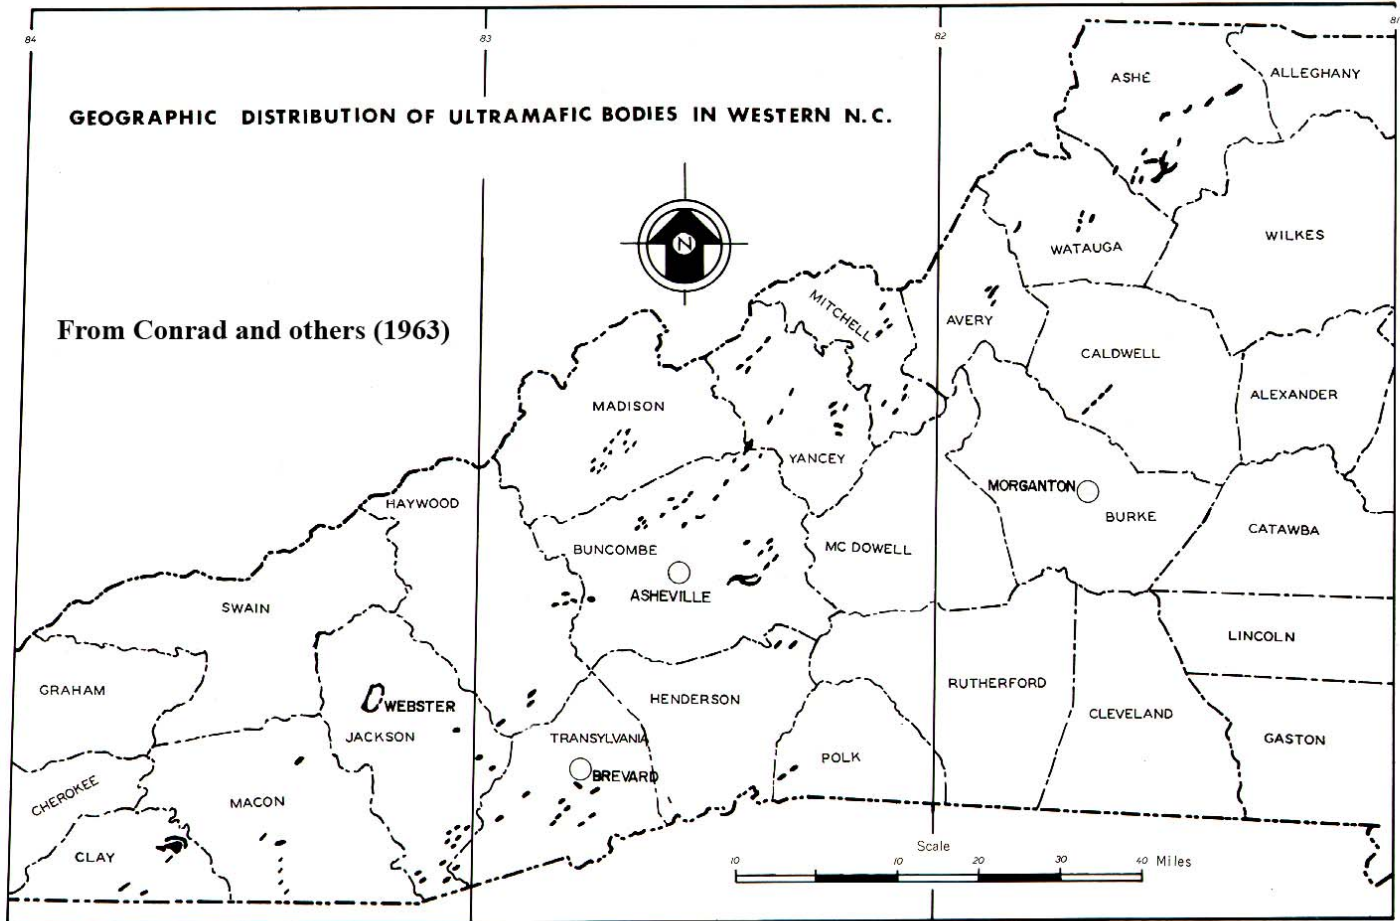 84
83
82
81
ASHE
ALLEGHANY
GEOGRAPHIC DISTRIBUTION OF ULTRAMAFIC BODIES IN WESTERN N.C.
N
WILKES
WATAUGA
MITCHELL
From Conrad and others (1963)
AVERY
CALDWELL
ALEXANDER
MADISON
YANCEY
MORGANTON
HAYWOOD
BURKE
CATAWBA
BUNCOMBE
MC DOWELL
ASHEVILLE
SWAIN
LINCOLN
GRAHAM
WEBSTER
HENDERSON
RUTHERFORD
CLEVELAND
JACKSON
TRANSYLVANIA
GASTON
POLK
BREVARD
CHEROKEE
MACON
CLAY
Scale
10 10 20 30 40 Miles